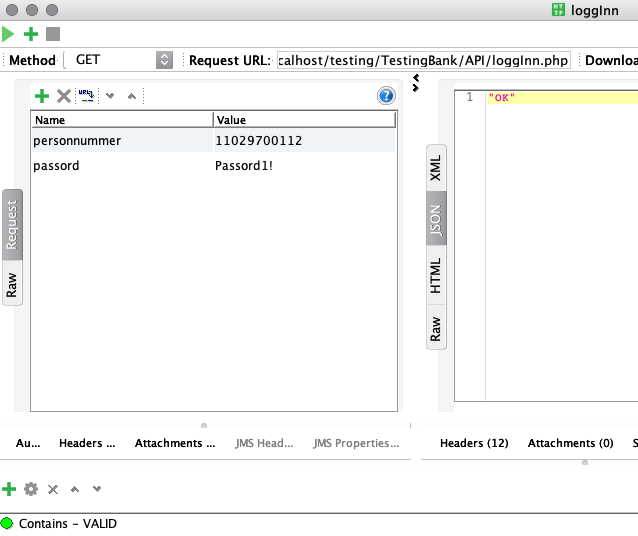 loggInn
Method GET Request URL: calhost/testing/TestingBank/API/loggInn.php Downloa
URL
Name Value
personnummer 11029700112
passord Passord1!
Request
Raw
1 "OK"
XML
JSON
HTML
Raw
Au... Headers ... Attachments ... JMS Head... JMS Properties...
Headers (12) Attachments (0) S
Contains - VALID